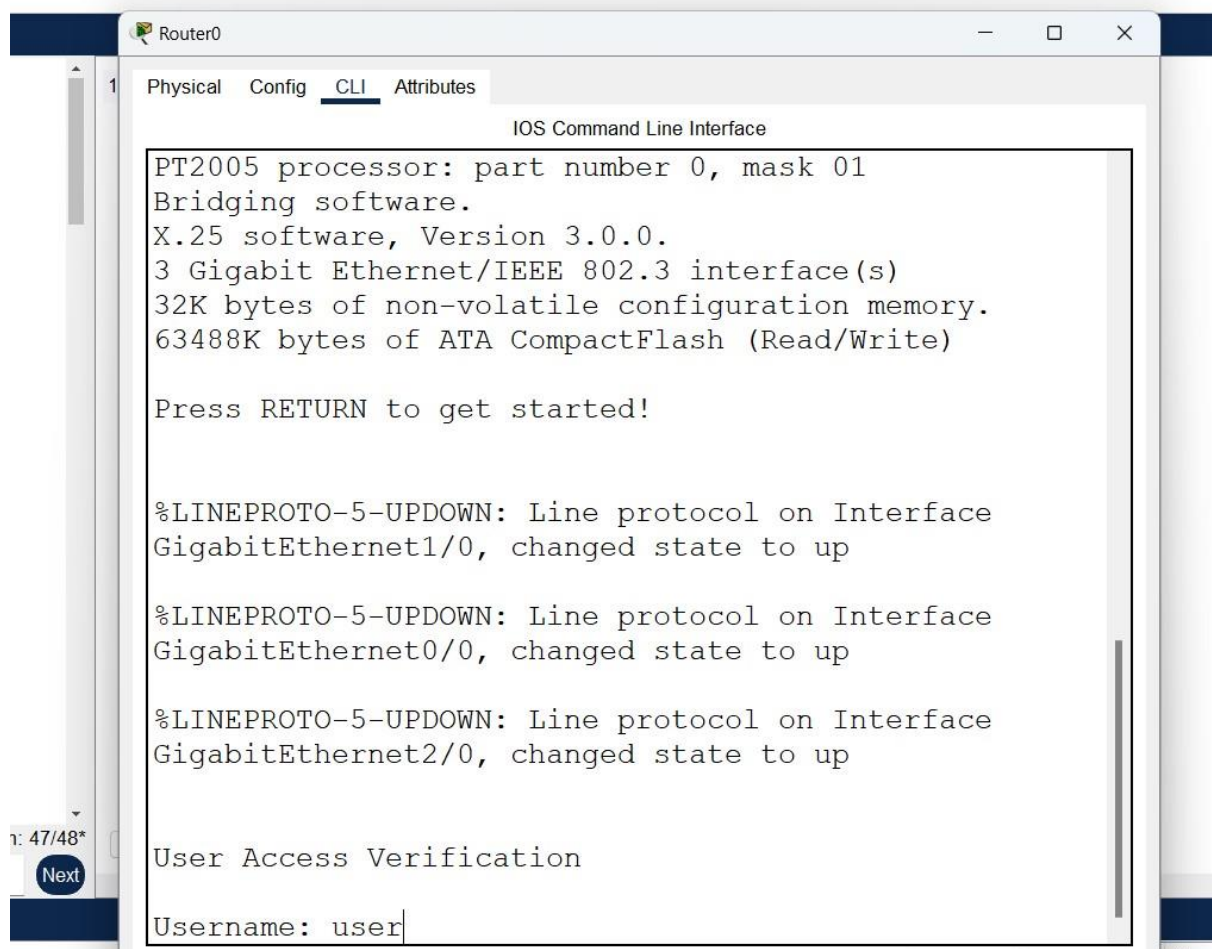 Router0
1
Physical Config CLI Attributes
IOS Command Line Interface
PT2005 processor: part number 0, mask 01
Bridging software.
X.25 software, Version 3.0.0.
3 Gigabit Ethernet/IEEE 802.3 interface(s)
32K bytes of non-volatile configuration memory.
63488K bytes of ATA CompactFlash (Read/Write)
Press RETURN to get started!
%LINEPROTO-5-UPDOWN: Line protocol on Interface
GigabitEthernet1/0, changed state to up
%LINEPROTO-5-UPDOWN: Line protocol on Interface
GigabitEthernet0/0, changed state to up
%LINEPROTO-5-UPDOWN: Line protocol on Interface
GigabitEthernet2/0, changed state to up
47/48*
Next
User Access Verification
Username: user